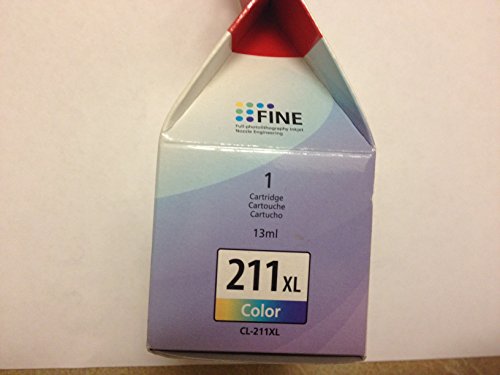 FINE
Full-photolithography Inkjet
Nozzle Engineering.
1
Cartridge
Cartouche
Cartucho
13ml
211XL
Color
CL-211XL